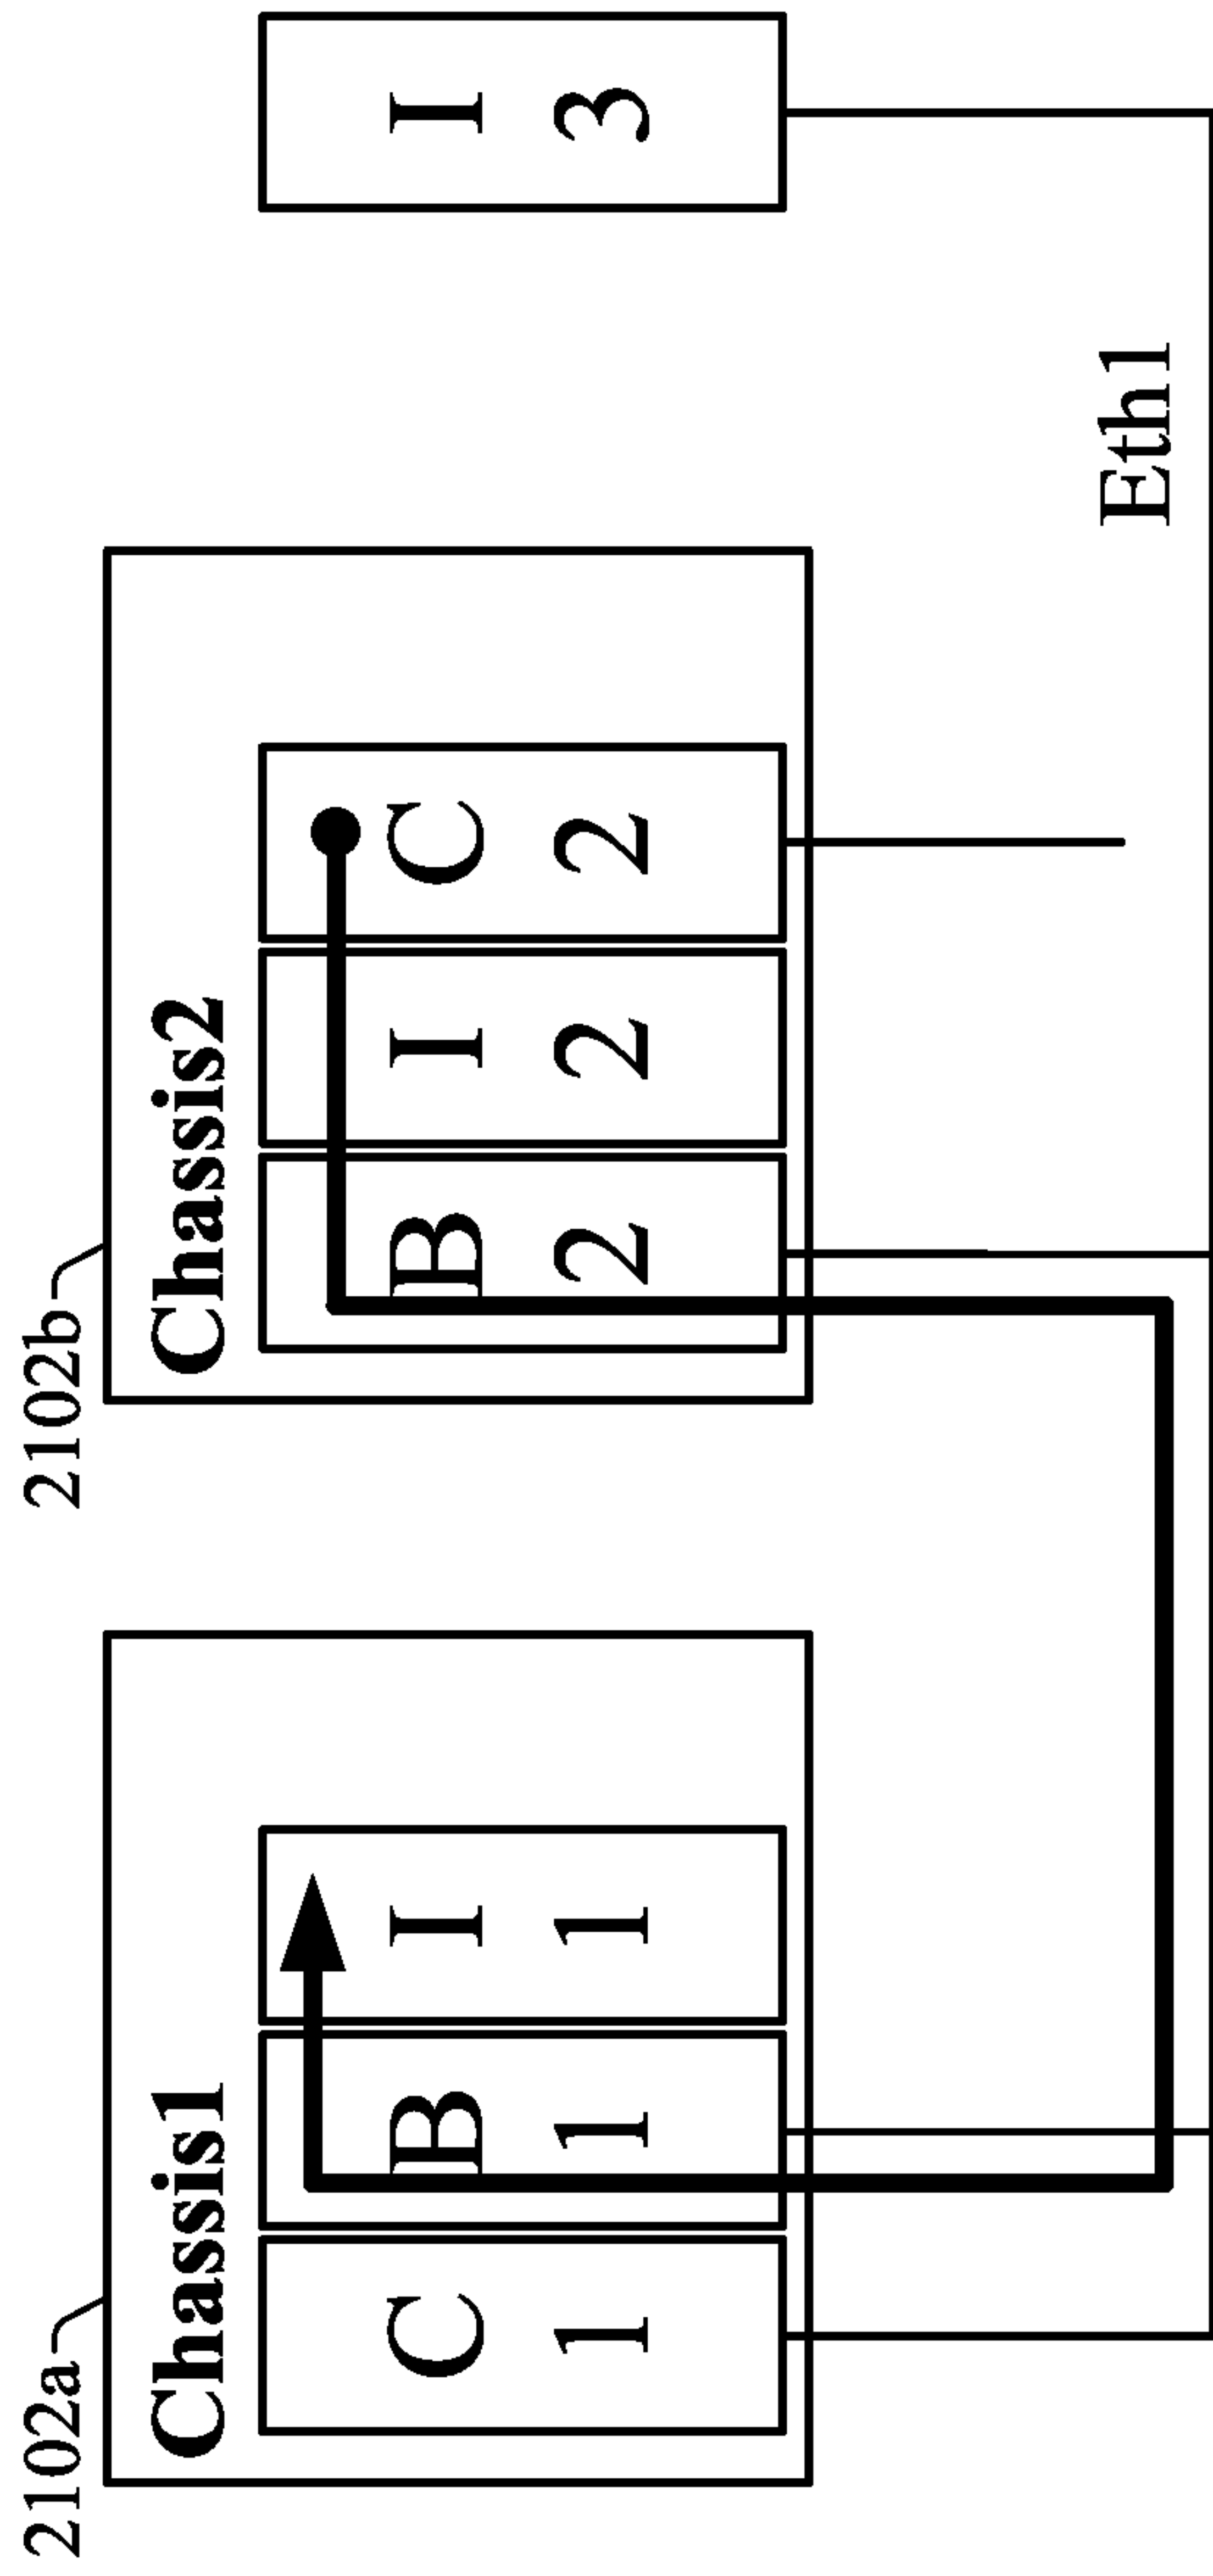 2102a
2102b
Chassis1
Chassis2
C B I
1 1 1
B I C
2 2 2
I
3
Eth1